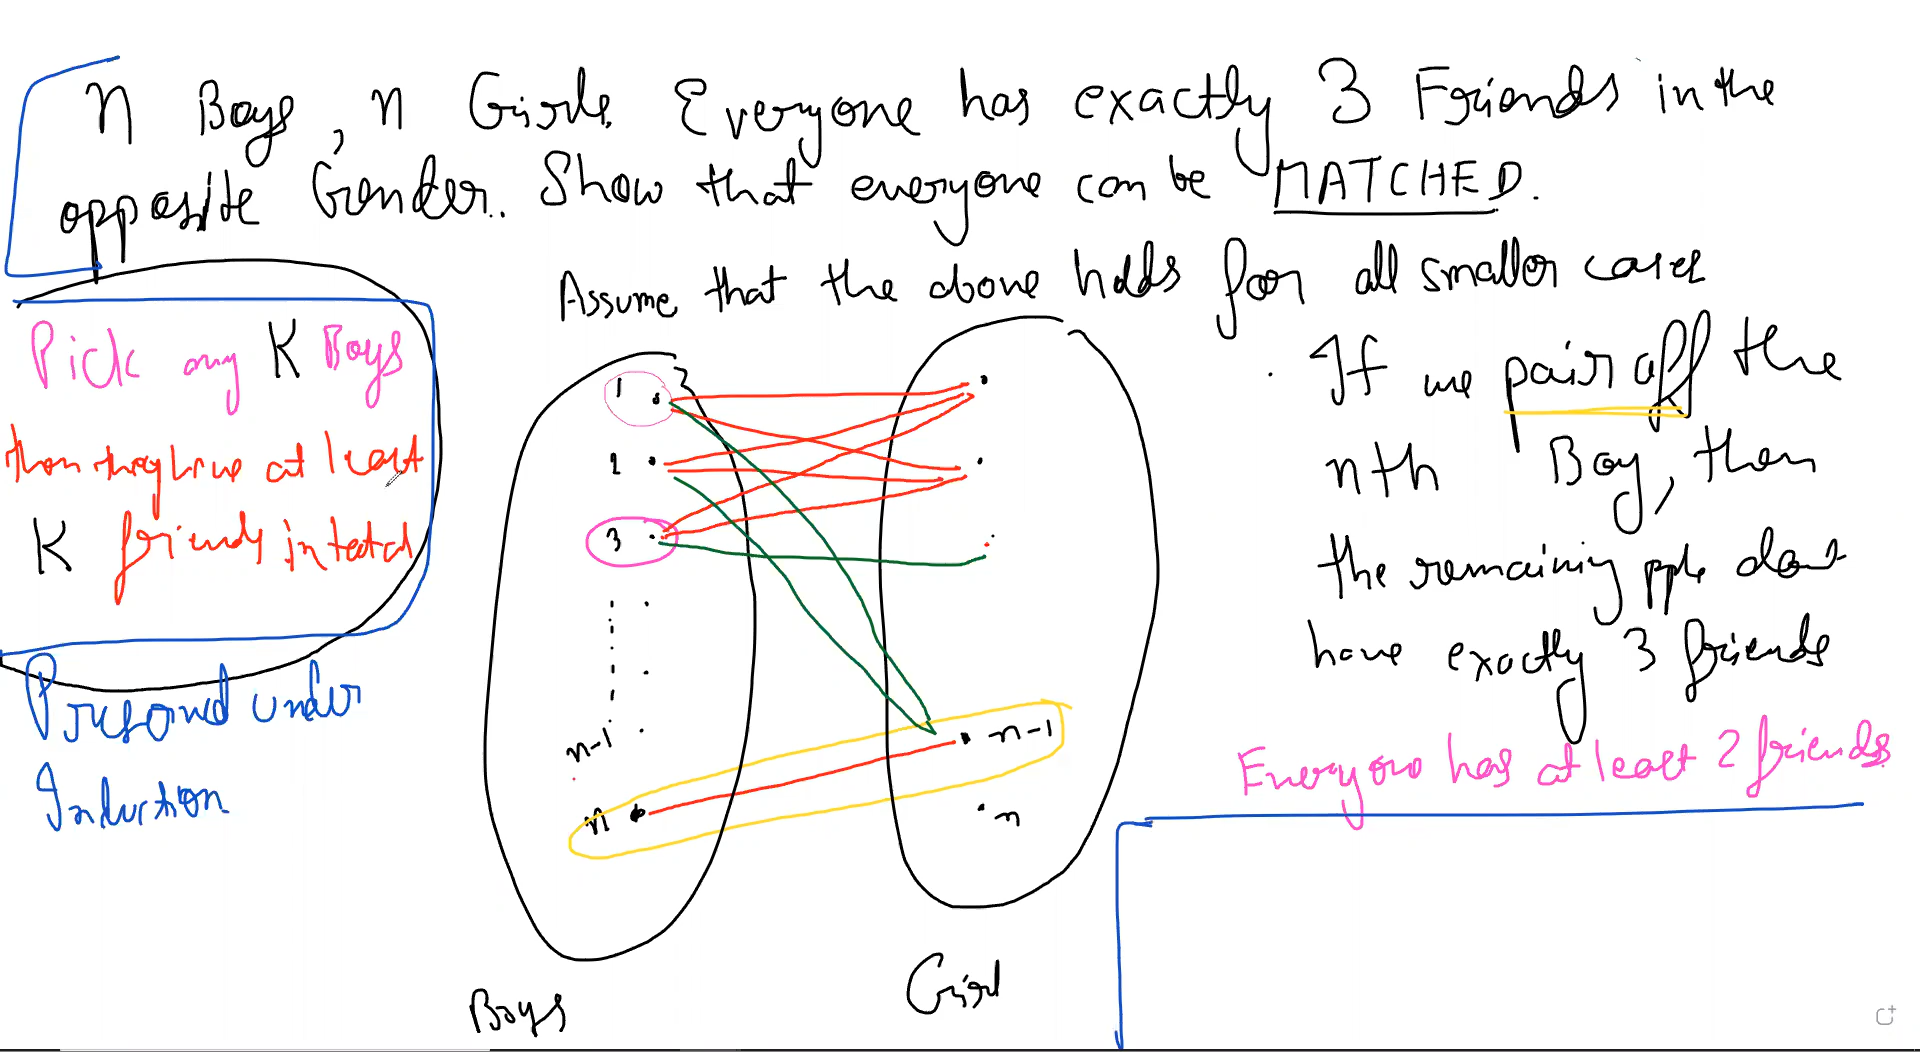 n Boys, n Girls. Everyone has exactly 3 Friends in the
opposite Gender. Show that everyone can be MATCHED.
Assume that the above holds for all smaller cases
Pick any K Boys
then they have at least
K friends in total
Preserved under
Induction
1
2
3
n-1
n
n-1
n
Boys
Girl
If we pair off the
nth Boy, then
the remaining ppl dont
have exactly 3 friends
Everyone has at least 2 friends